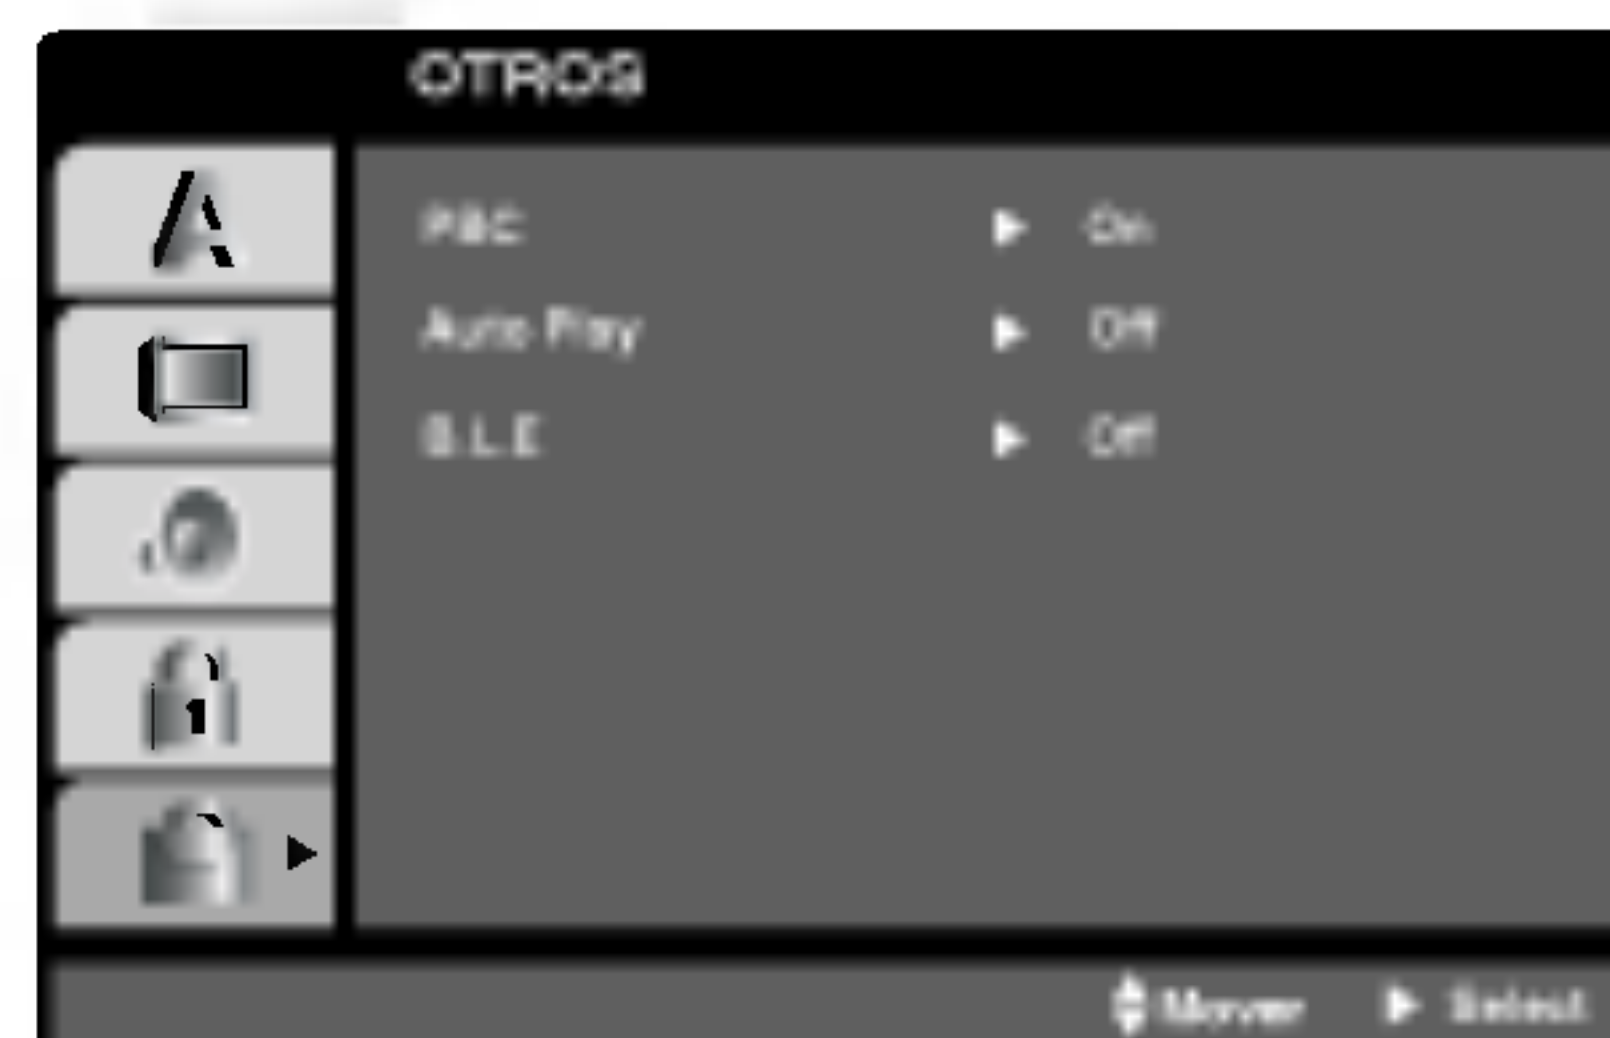 OTROS
PBC On
Auto Play Off
B.L.E Off
Mover Select